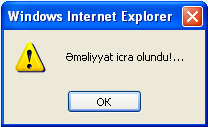 Windows Internet Explorer
Əməliyyat icra olundu!...
OK